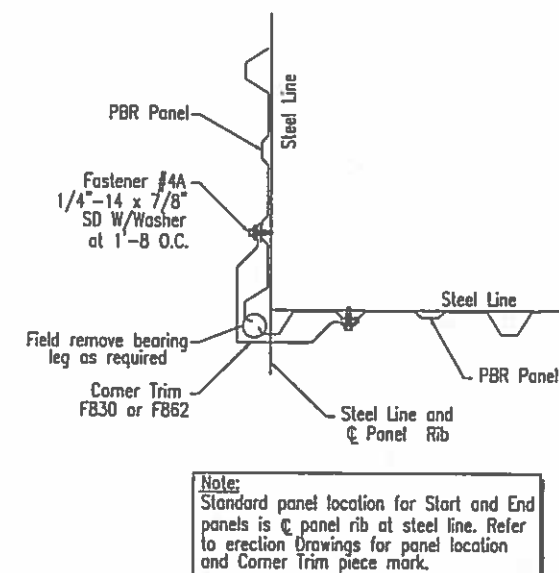 Steel Line
PBR Panel
Fastener #4A
1/4"-14 x 7/8"
SD W/Washer
at 1'-8 O.C.
Steel Line
Field remove bearing
leg as required
PBR Panel
Corner Trim
F830 or F862
Steel Line and
℄ Panel Rib
Note:
Standard panel location for Start and End
panels is ℄ panel rib at steel line. Refer
to erection Drawings for panel location
and Corner Trim piece mark.